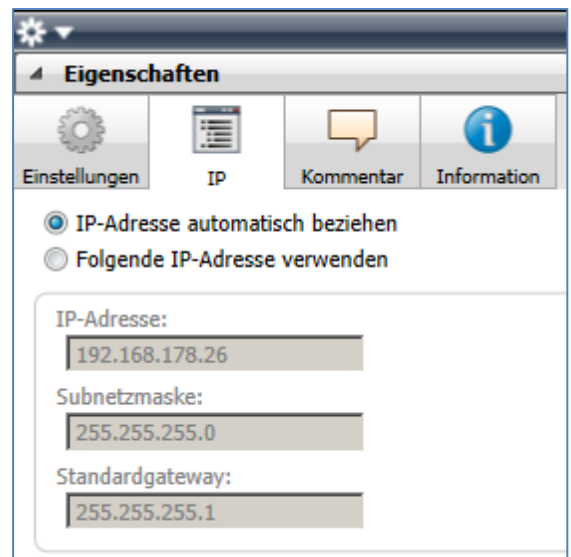 Eigenschaften
Einstellungen IP Kommentar Information
IP-Adresse automatisch beziehen
Folgende IP-Adresse verwenden
IP-Adresse:
192.168.178.26
Subnetzmaske:
255.255.255.0
Standardgateway:
255.255.255.1